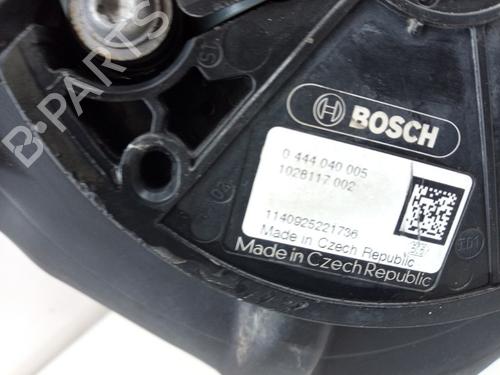 BOSCH
0 444 040 005
1028117 002
1140925221736
Made in Czech Republic
Made in Czech Republic
B-PARTS